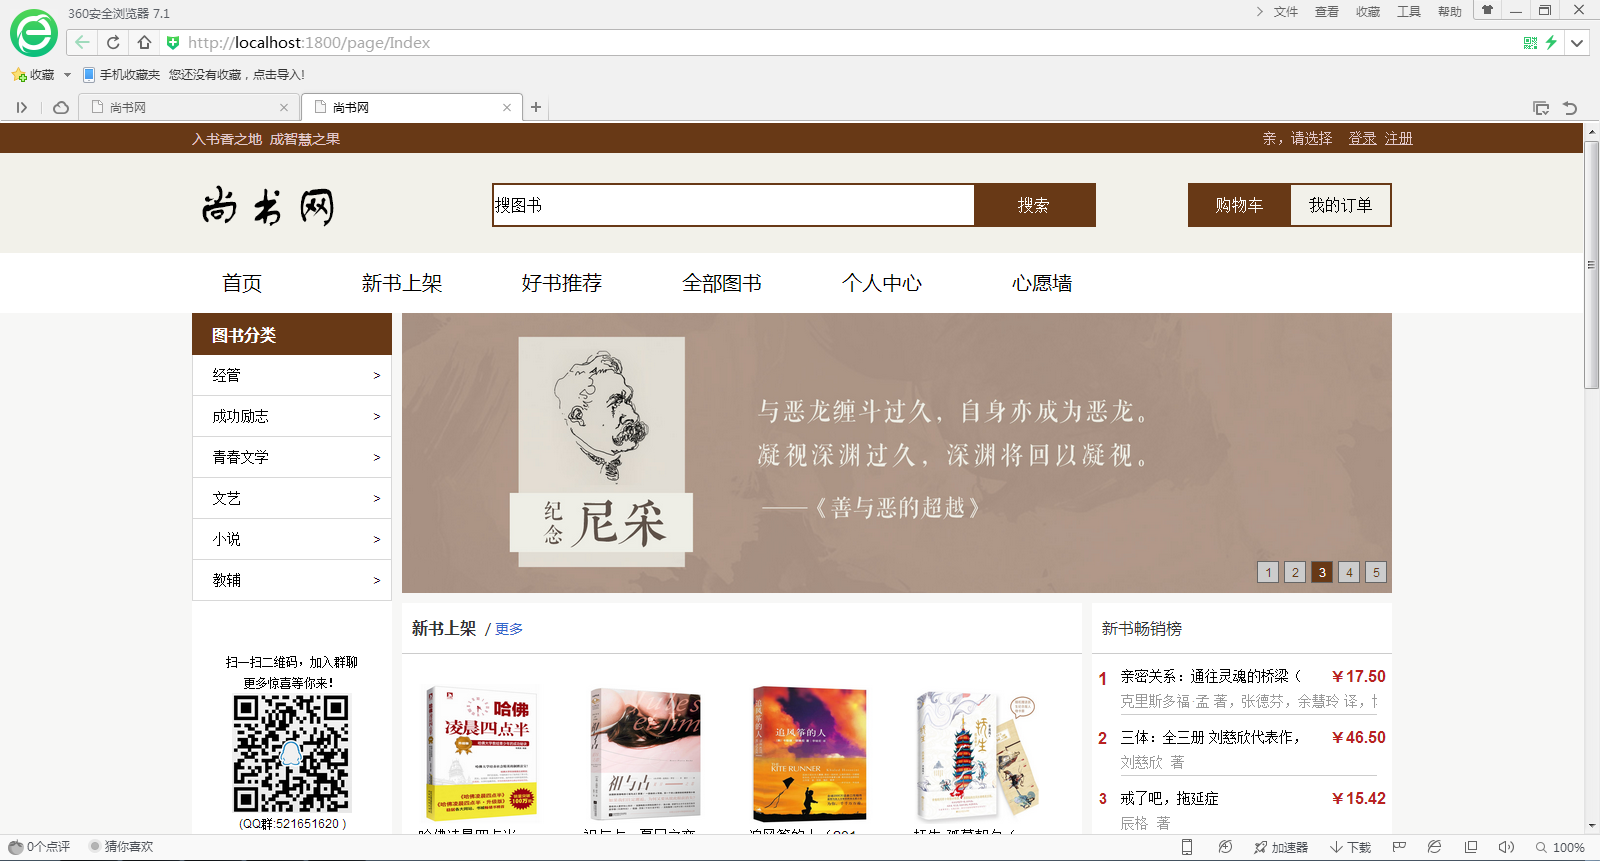 360安全浏览器 7.1
文件 查看 收藏 工具 帮助
http://localhost:1800/page/Index
收藏 手机收藏夹 您还没有收藏，点击导入!
尚书网 尚书网
入书香之地 成智慧之果
亲，请选择 登录 注册
尚书网
搜图书 搜索
购物车 我的订单
首页 新书上架 好书推荐 全部图书 个人中心 心愿墙
图书分类
经管 >
成功励志 >
青春文学 >
文艺 >
小说 >
教辅 >
与恶龙缠斗过久，自身亦成为恶龙。
凝视深渊过久，深渊将回以凝视。
——《善与恶的超越》
纪念 尼采
1 2 3 4 5
扫一扫二维码，加入群聊
更多惊喜等你来！
(QQ群:521651620 )
新书上架 / 更多
哈佛
凌晨四点半
追风筝的人
KITE RUNNER
哈佛凌晨四点半
追风筝的人（201
新书畅销榜
1 亲密关系：通往灵魂的桥梁（ ￥17.50
克里斯多福·孟 著，张德芬，余慧玲 译，
2 三体：全三册 刘慈欣代表作， ￥46.50
刘慈欣 著
3 戒了吧，拖延症 ￥15.42
辰格 著
0个点评 猜你喜欢
加速器 下载 100%